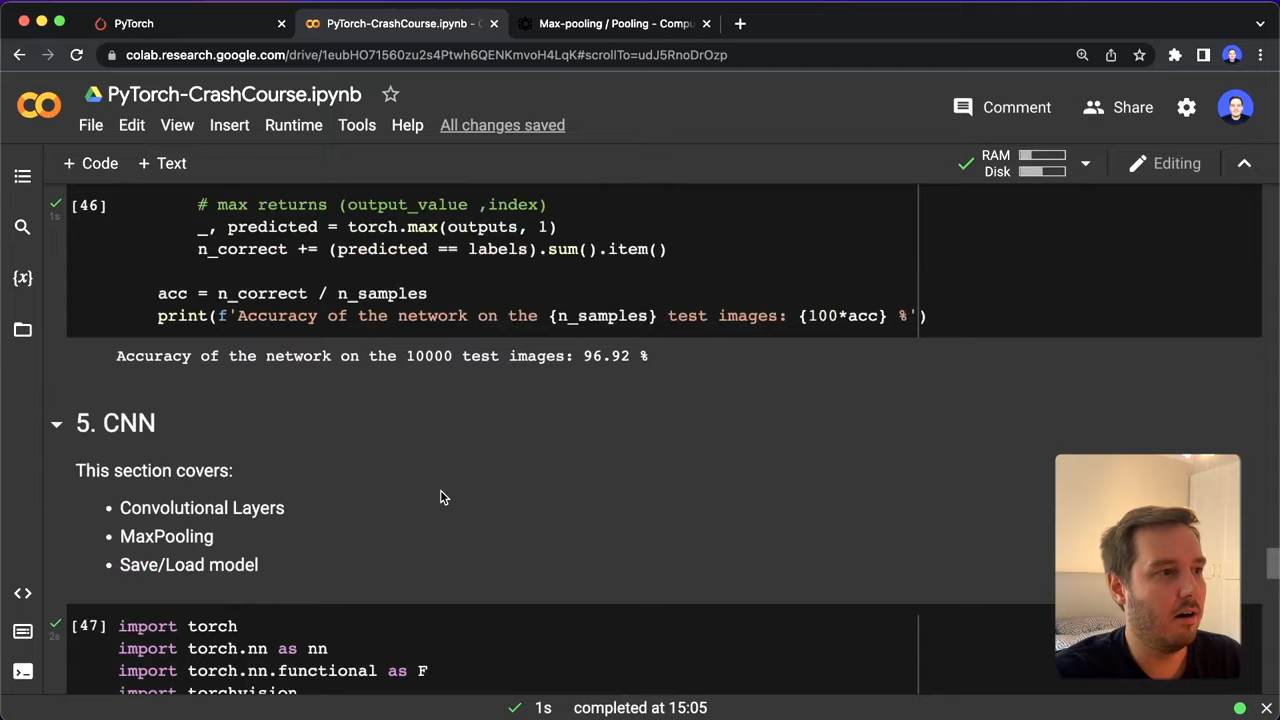 PyTorch
PyTorch-CrashCourse.ipynb - C
Max-pooling / Pooling - Compu
colab.research.google.com/drive/1eubHO71560zu2s4Ptwh6QENKmvoH4LqK#scrollTo=udJ5RnoDrOzp
CO
PyTorch-CrashCourse.ipynb
Comment
Share
File Edit View Insert Runtime Tools Help All changes saved
+ Code + Text
RAM
Disk
Editing
[46]
1s
# max returns (output_value ,index)
_, predicted = torch.max(outputs, 1)
n_correct += (predicted == labels).sum().item()
acc = n_correct / n_samples
print(f'Accuracy of the network on the {n_samples} test images: {100*acc} %')
Accuracy of the network on the 10000 test images: 96.92 %
5. CNN
This section covers:
• Convolutional Layers
• MaxPooling
• Save/Load model
[47]
2s
import torch
import torch.nn as nn
import torch.nn.functional as F
import torchvision
1s completed at 15:05